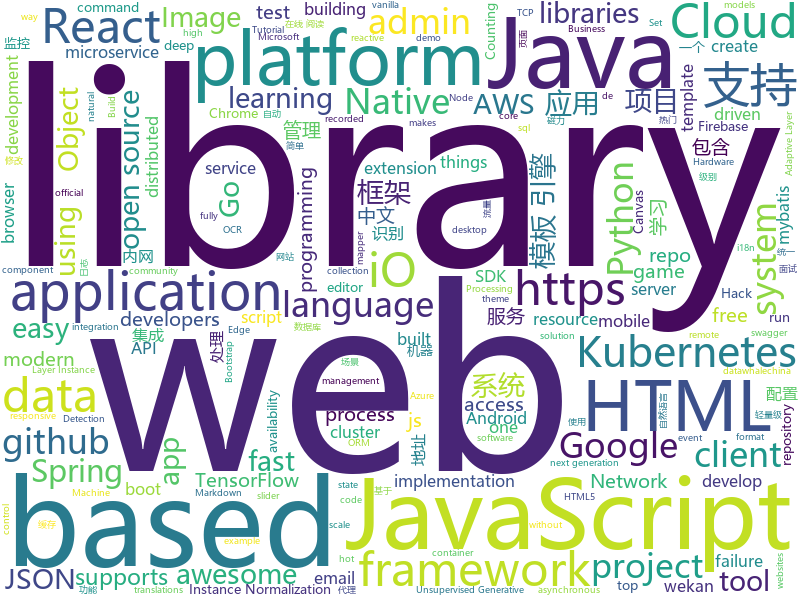 command
building
libraries
models
在线 阅读
Tutorial
high
vanilla
TCP
页面
Set
way
React
Image
test
admin
Counting
Cloud
监控
microservice
deep
Microsoft
reactive
demo
Business
一个
create
platform
Java
支持
development
Object
open source
distributed
learning
Native
AWS
应用
项目
template
Node
de
磁力
热门
natural
Build
Chrome
自动
recorded
core
sql
driven
Firebase
Adaptive Layer
browser
using
service
管理
简单
makes
extension
things
Go
框架
包含
Hardware
级别
修改
official
内网
fully
OCR
programming
中文
识别
mapper
流量
desktop
模板 引擎
Python
学习
mybatis
Canvas
i18n
统一
library
component
日志
community
网站
collection
editor
iO
SDK
Processing
repo
game
server
system
面试
application
language
https
theme
Hack
run
easy
developers
script
数据库
服务
resource
mobile
free
solution
remote
swagger
modern
集成
API
integration
Edge
Bootstrap
处理
built
机器
场景
Kubernetes
Layer Instance
management
系统
配置
web
HTML
data
responsive
Detection
app
process
Azure
js
access
Android
one
datawhalechina
使用
自然语言
轻量级
availability
cluster
ORM
software
地址
Google
repository
github
fast
client
event
format
Spring
TensorFlow
implementation
Network
next generation
boot
Markdown
slider
state
code
基于
develop
Machine
缓存
control
based
JavaScript
HTML5
without
scale
example
framework
project
failure
websites
JSON
supports
awesome
hot
container
email
top
wekan
tool
translations
功能
Instance Normalization
代理
Unsupervised Generative
asynchronous